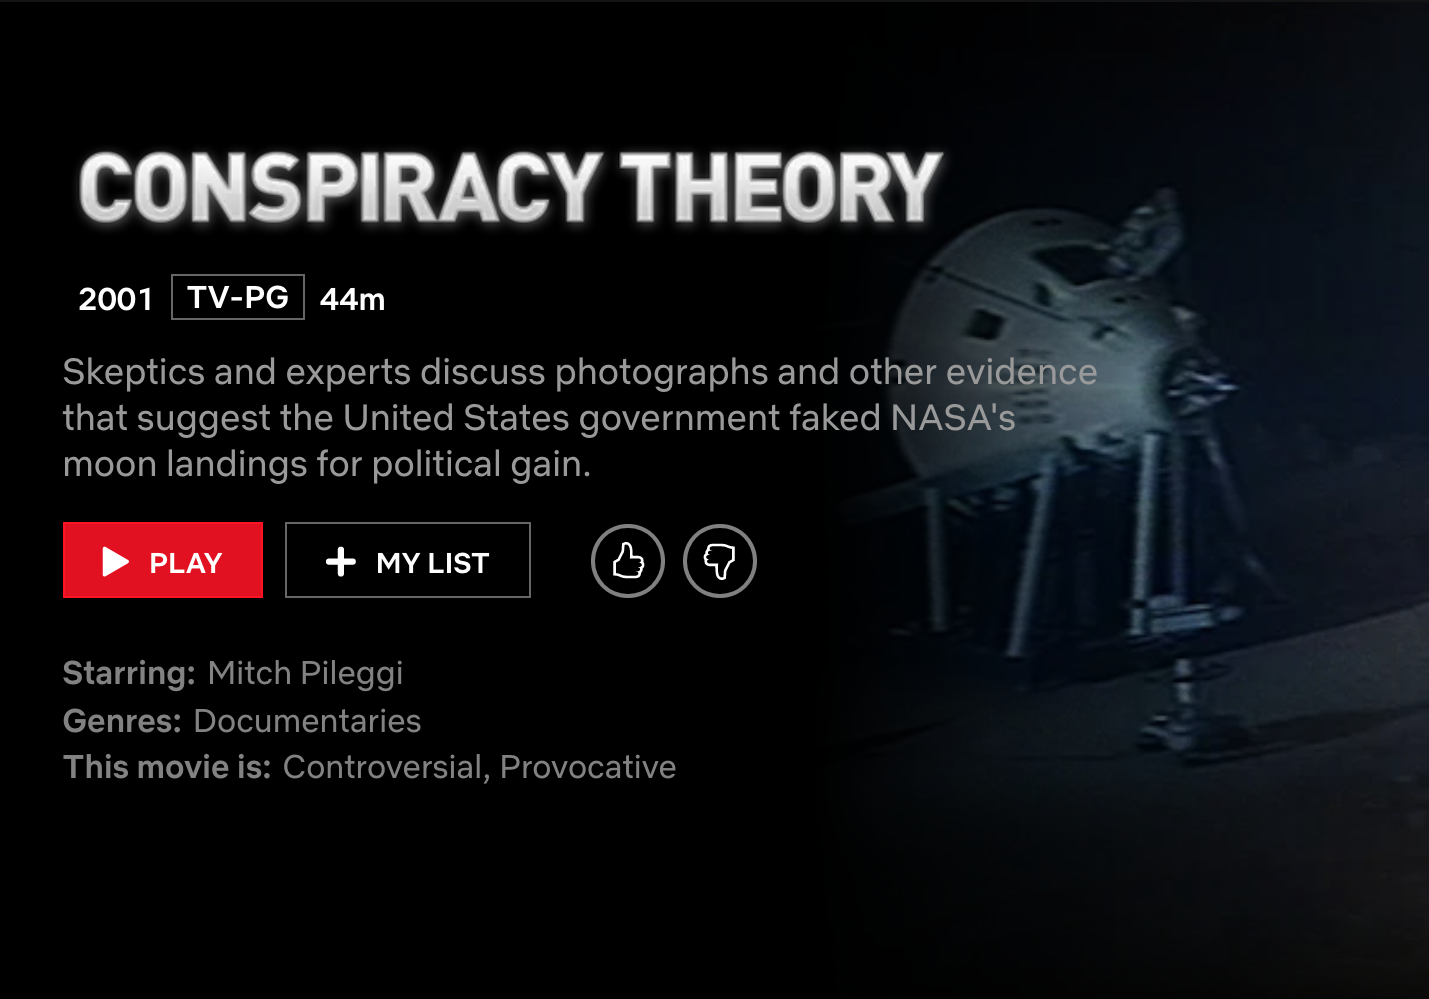 CONSPIRACY THEORY
2001 TV-PG 44m
Skeptics and experts discuss photographs and other evidence
that suggest the United States government faked NASA's
moon landings for political gain.
PLAY MY LIST
Starring: Mitch Pileggi
Genres: Documentaries
This movie is: Controversial, Provocative